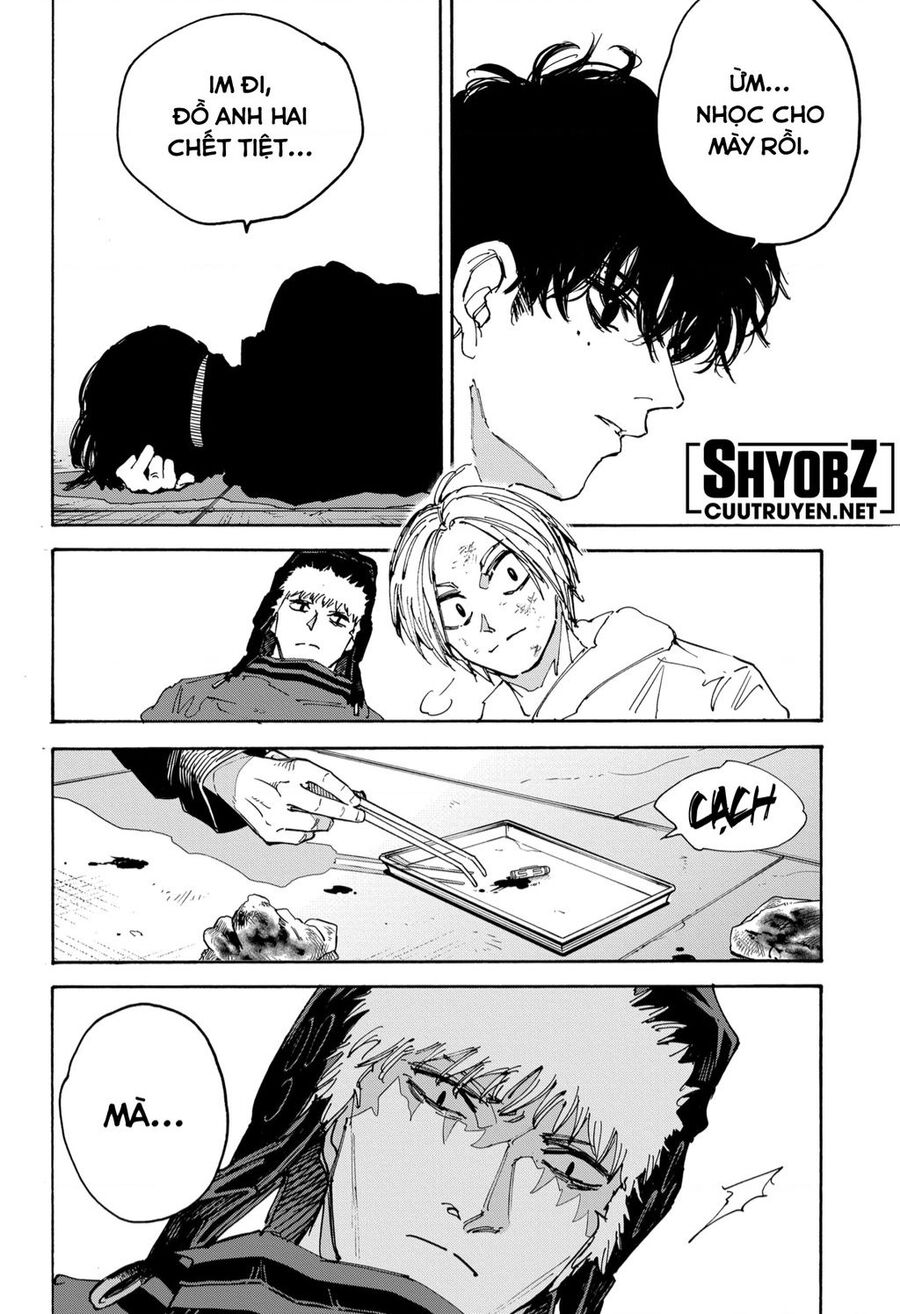 ỪM...
NHỌC CHO
MÀY RỒI.
IM ĐI,
ĐỒ ANH HAI
CHẾT TIỆT...
SHYOBZ
CUUTRUYEN.NET
CẠCH
MÀ...